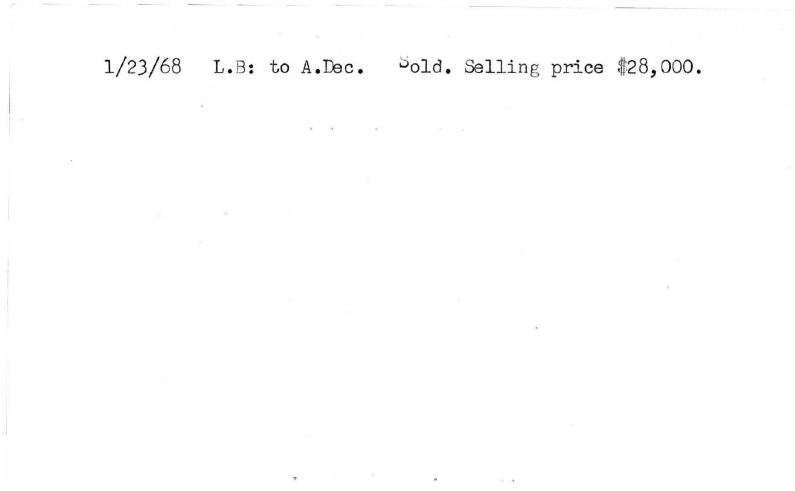 1/23/68 L.B: to A.Dec. Sold. Selling price $28,000.